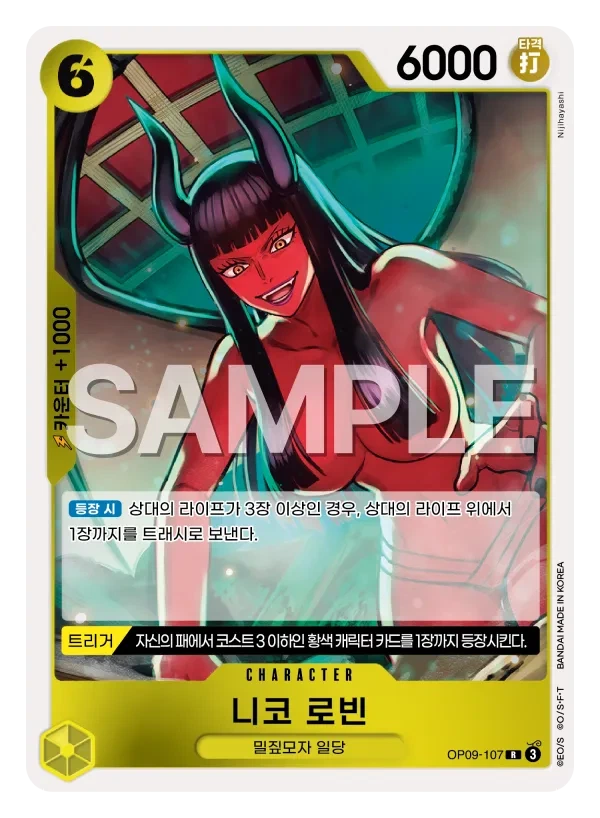 6
6000
타격
打
Nijihayashi
카운터 +1000
SAMPLE
등장 시 상대의 라이프가 3장 이상인 경우, 상대의 라이프 위에서
1장까지를 트래시로 보낸다.
트리거 자신의 패에서 코스트 3 이하인 황색 캐릭터 카드를 1장까지 등장시킨다.
CHARACTER
니코 로빈
밀짚모자 일당
OP09-107 R 3
©EO/S ©O/S·F·T BANDAI MADE IN KOREA